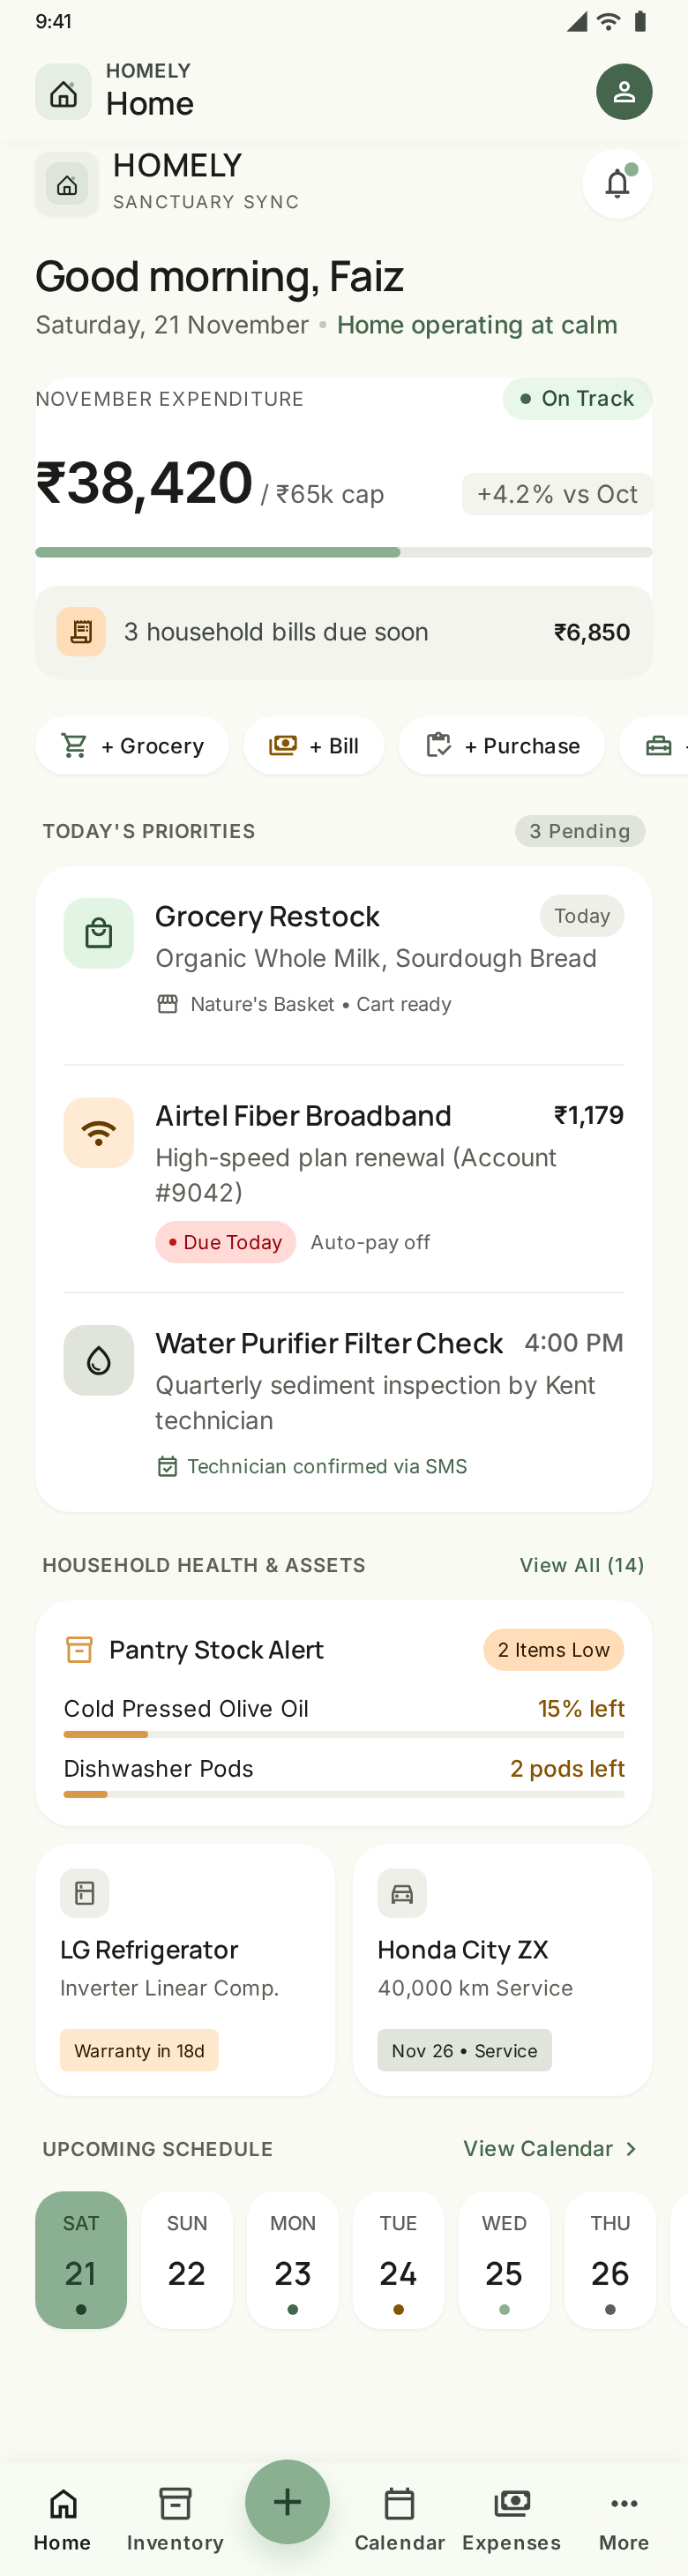 9:41
HOMELY
Home
HOMELY
SANCTUARY SYNC
Good morning, Faiz
Saturday, 21 November • Home operating at calm
NOVEMBER EXPENDITURE
On Track
₹38,420 / ₹65k cap
+4.2% vs Oct
3 household bills due soon
₹6,850
+ Grocery
+ Bill
+ Purchase
TODAY'S PRIORITIES
3 Pending
Grocery Restock
Today
Organic Whole Milk, Sourdough Bread
Nature's Basket • Cart ready
Airtel Fiber Broadband
₹1,179
High-speed plan renewal (Account
#9042)
• Due Today
Auto-pay off
Water Purifier Filter Check
4:00 PM
Quarterly sediment inspection by Kent
technician
Technician confirmed via SMS
HOUSEHOLD HEALTH & ASSETS
View All (14)
Pantry Stock Alert
2 Items Low
Cold Pressed Olive Oil
15% left
Dishwasher Pods
2 pods left
LG Refrigerator
Inverter Linear Comp.
Warranty in 18d
Honda City ZX
40,000 km Service
Nov 26 • Service
UPCOMING SCHEDULE
View Calendar
SAT
21
SUN
22
MON
23
TUE
24
WED
25
THU
26
Home
Inventory
Calendar
Expenses
More